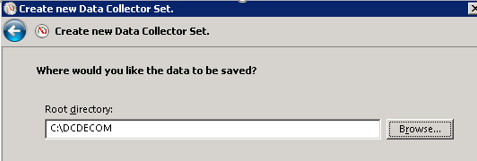 Create new Data Collector Set.
Create new Data Collector Set.
Where would you like the data to be saved?
Root directory:
C:\DCDECOM
Browse...